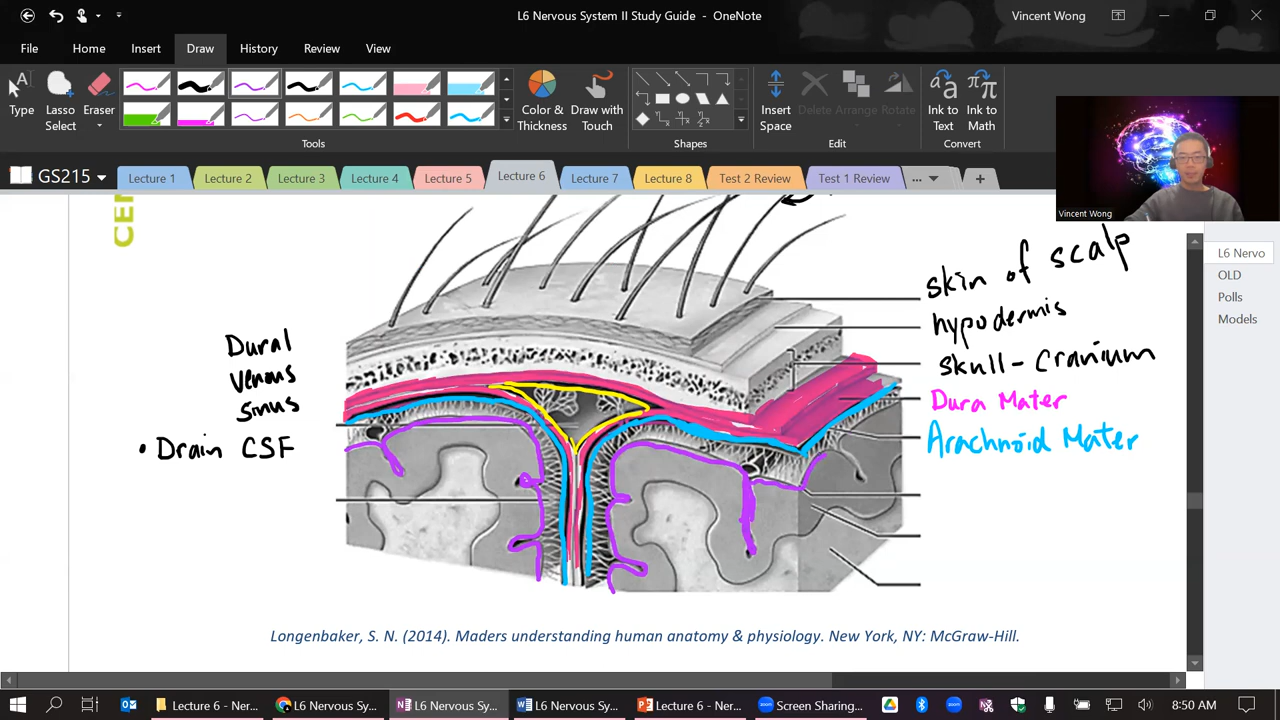 L6 Nervous System II Study Guide - OneNote
Vincent Wong
File Home Insert Draw History Review View
Type
Lasso Select
Eraser
Color & Thickness
Draw with Touch
Insert Space
Delete Arrange Rotate
Ink to Text
Ink to Math
Tools
Shapes
Edit
Convert
GS215
Lecture 1 Lecture 2 Lecture 3 Lecture 4 Lecture 5 Lecture 6 Lecture 7 Lecture 8 Test 2 Review Test 1 Review ... +
Vincent Wong
CEN
L6 Nervo
OLD
Polls
Models
skin of scalp
hypodermis
skull - cranium
Dura Mater
Arachnoid Mater
Dural
venous
sinus
• Drain CSF
Longenbaker, S. N. (2014). Maders understanding human anatomy & physiology. New York, NY: McGraw-Hill.
Lecture 6 - Ner...
L6 Nervous Sy...
L6 Nervous Sy...
L6 Nervous Sy...
Lecture 6 - Ner...
Screen Sharing...
8:50 AM